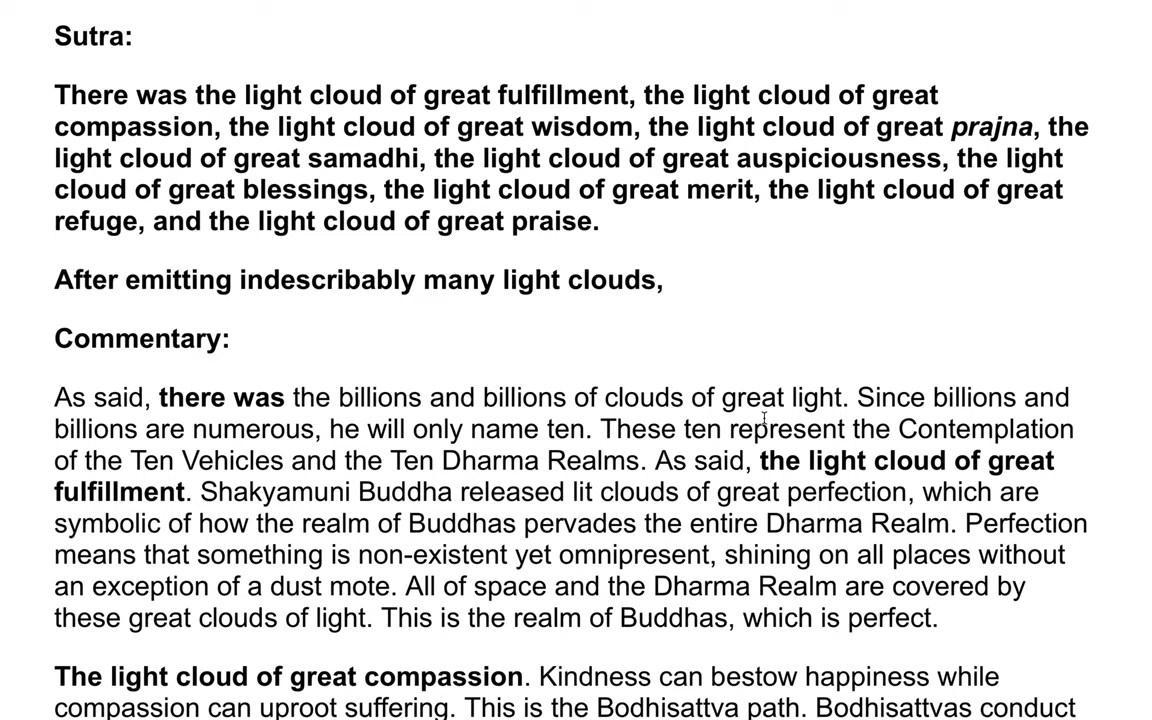 Sutra:
There was the light cloud of great fulfillment, the light cloud of great
compassion, the light cloud of great wisdom, the light cloud of great prajna, the
light cloud of great samadhi, the light cloud of great auspiciousness, the light
cloud of great blessings, the light cloud of great merit, the light cloud of great
refuge, and the light cloud of great praise.
After emitting indescribably many light clouds,
Commentary:
As said, there was the billions and billions of clouds of great light. Since billions and
billions are numerous, he will only name ten. These ten represent the Contemplation
of the Ten Vehicles and the Ten Dharma Realms. As said, the light cloud of great
fulfillment. Shakyamuni Buddha released lit clouds of great perfection, which are
symbolic of how the realm of Buddhas pervades the entire Dharma Realm. Perfection
means that something is non-existent yet omnipresent, shining on all places without
an exception of a dust mote. All of space and the Dharma Realm are covered by
these great clouds of light. This is the realm of Buddhas, which is perfect.
The light cloud of great compassion. Kindness can bestow happiness while
compassion can uproot suffering. This is the Bodhisattva path. Bodhisattvas conduct